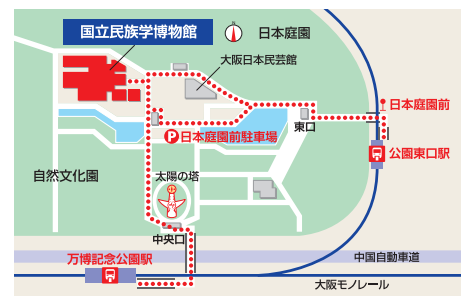 国立民族学博物館
日本庭園
大阪日本民芸館
日本庭園前
東口
P日本庭園前駐車場
公園東口駅
自然文化園
太陽の塔
中央口
万博記念公園駅
中国自動車道
大阪モノレール